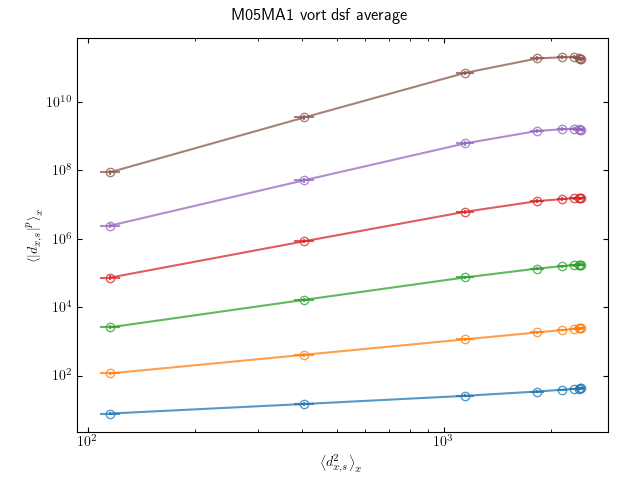 M05MA1 vort dsf average
10^{10}
10^8
10^6
10^4
10^2
⟨|d_{x,s}|^p⟩_x
10^2
10^3
⟨d_{x,s}^2⟩_x